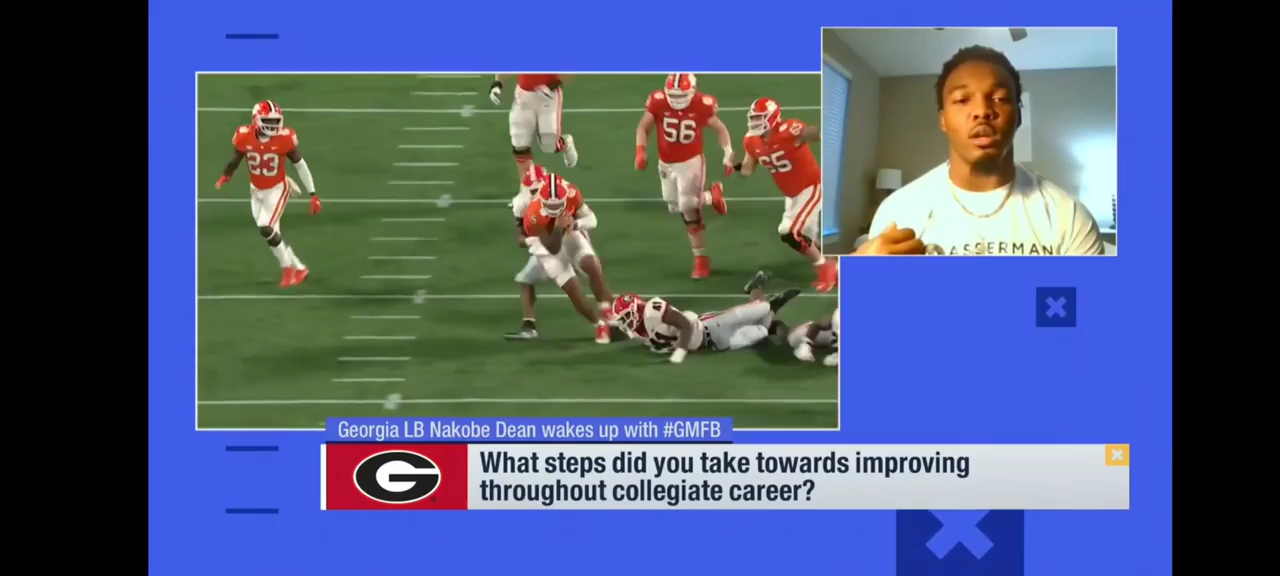 23
56
65
41
ASSERMAN
Georgia LB Nakobe Dean wakes up with #GMFB
G
What steps did you take towards improving
throughout collegiate career?